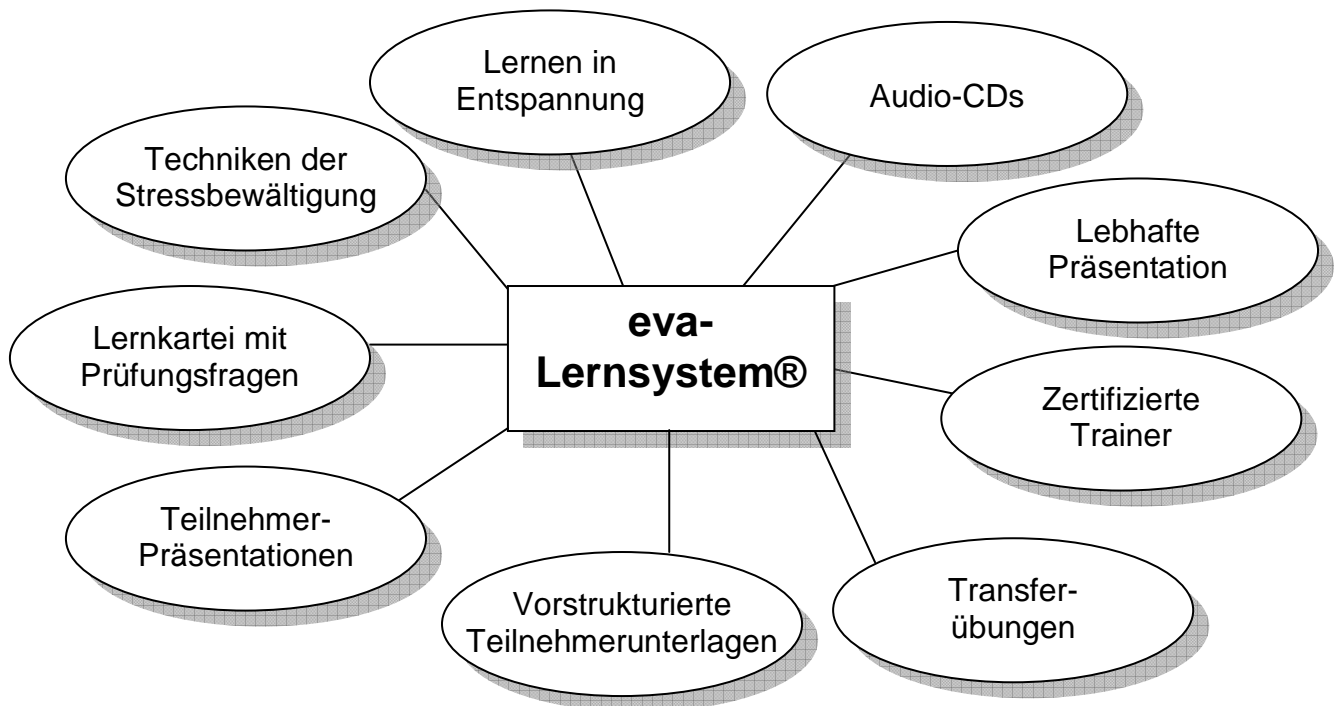 Lernen in
Entspannung
Audio-CDs
Techniken der
Stressbewältigung
Lebhafte
Präsentation
eva-
Lernsystem®
Lernkartei mit
Prüfungsfragen
Zertifizierte
Trainer
Teilnehmer-
Präsentationen
Vorstrukturierte
Teilnehmerunterlagen
Transfer-
übungen